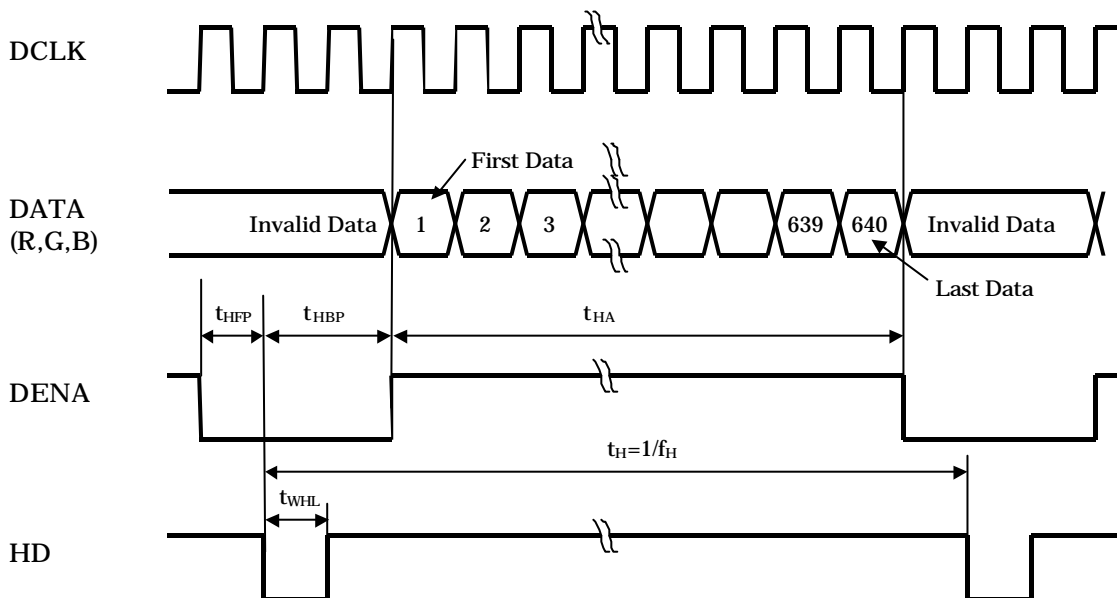 DCLK
First Data
DATA
(R,G,B)
Invalid Data 1 2 3 639 640 Invalid Data
Last Data
tHFP tHBP tHA
DENA
tH=1/fH
tWHL
HD